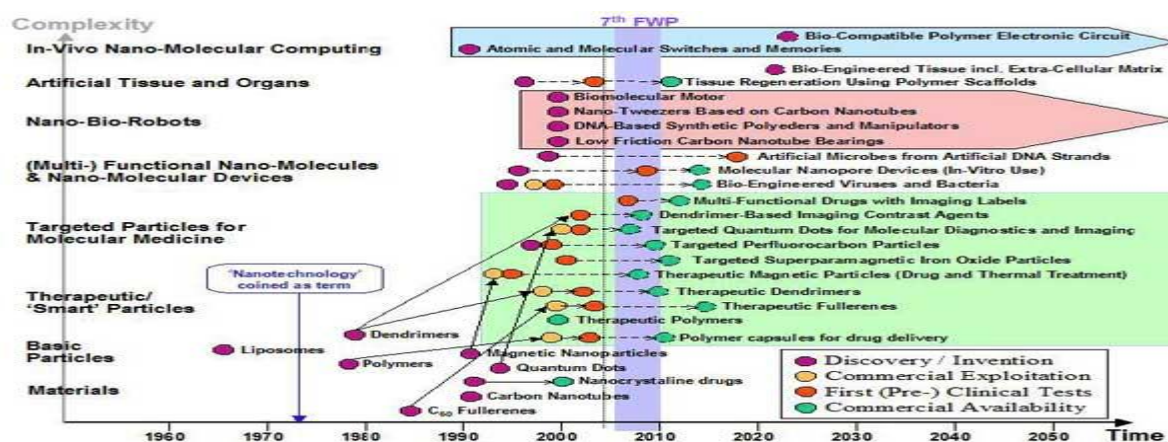 7th FWP
Complexity
In-Vivo Nano-Molecular Computing
Bio-Compatible Polymer Electronic Circuit
Atomic and Molecular Switches and Memories
Bio-Engineered Tissue incl. Extra-Cellular Matrix
Artificial Tissue and Organs
Tissue Regeneration Using Polymer Scaffolds
Nano-Bio-Robots
Biomolecular Motor
Nano-Tweezers Based on Carbon Nanotubes
DNA-Based Synthetic Polyeders and Manipulators
Low Friction Carbon Nanotube Bearings
(Multi-) Functional Nano-Molecules
& Nano-Molecular Devices
Artificial Microbes from Artificial DNA Strands
Molecular Nanopore Devices (In-Vitro Use)
Bio-Engineered Viruses and Bacteria
Targeted Particles for
Molecular Medicine
Multi-Functional Drugs with Imaging Labels
Dendrimer-Based Imaging Contrast Agents
Targeted Quantum Dots for Molecular Diagnostics and Imaging
Targeted Perfluorocarbon Particles
Targeted Superparamagnetic Iron Oxide Particles
'Nanotechnology'
coined as term
Therapeutic Magnetic Particles (Drug and Thermal Treatment)
Therapeutic/
'Smart' Particles
Therapeutic Dendrimers
Therapeutic Fullerenes
Therapeutic Polymers
Polymer capsules for drug delivery
Basic
Particles
Dendrimers
Liposomes
Polymers
Magnetic Nanoparticles
Quantum Dots
Materials
Nanocrystaline drugs
Carbon Nanotubes
C60 Fullerenes
Discovery / Invention
Commercial Exploitation
First (Pre-) Clinical Tests
Commercial Availability
1960 1970 1980 1990 2000 2010 2020 2030 2040 2050 Time